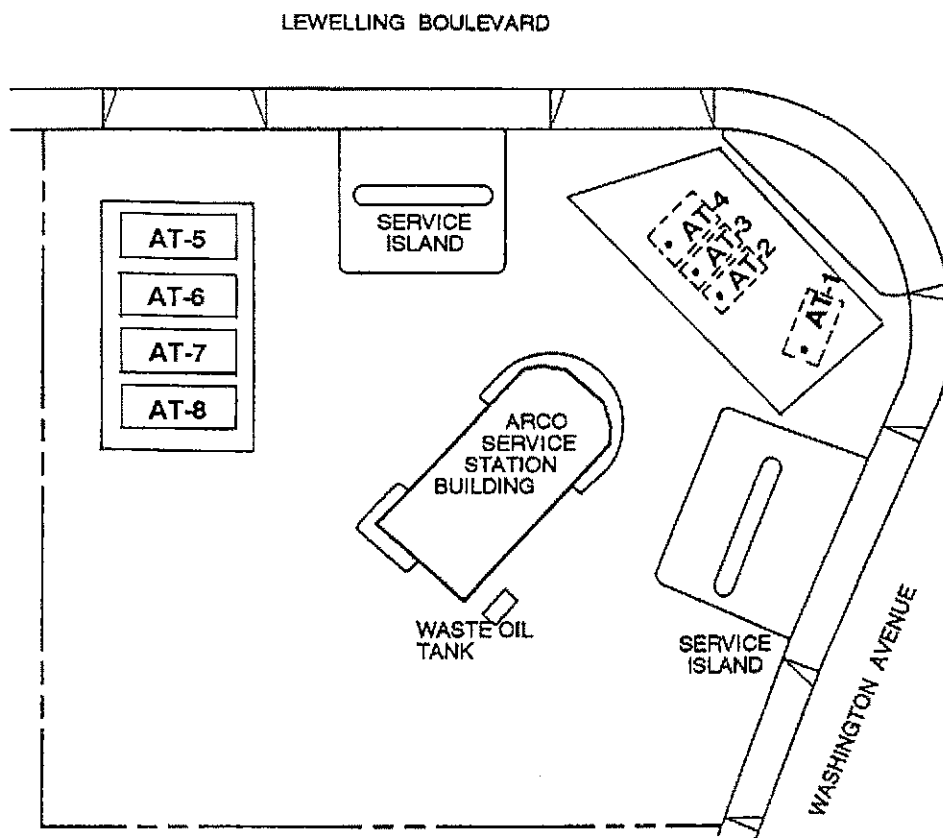 LEWELLING BOULEVARD
SERVICE
ISLAND
AT-5
AT-6
AT-7
AT-8
AT-4
AT-3
AT-2
AT-1
ARCO
SERVICE
STATION
BUILDING
WASTE OIL
TANK
SERVICE
ISLAND
WASHINGTON AVENUE